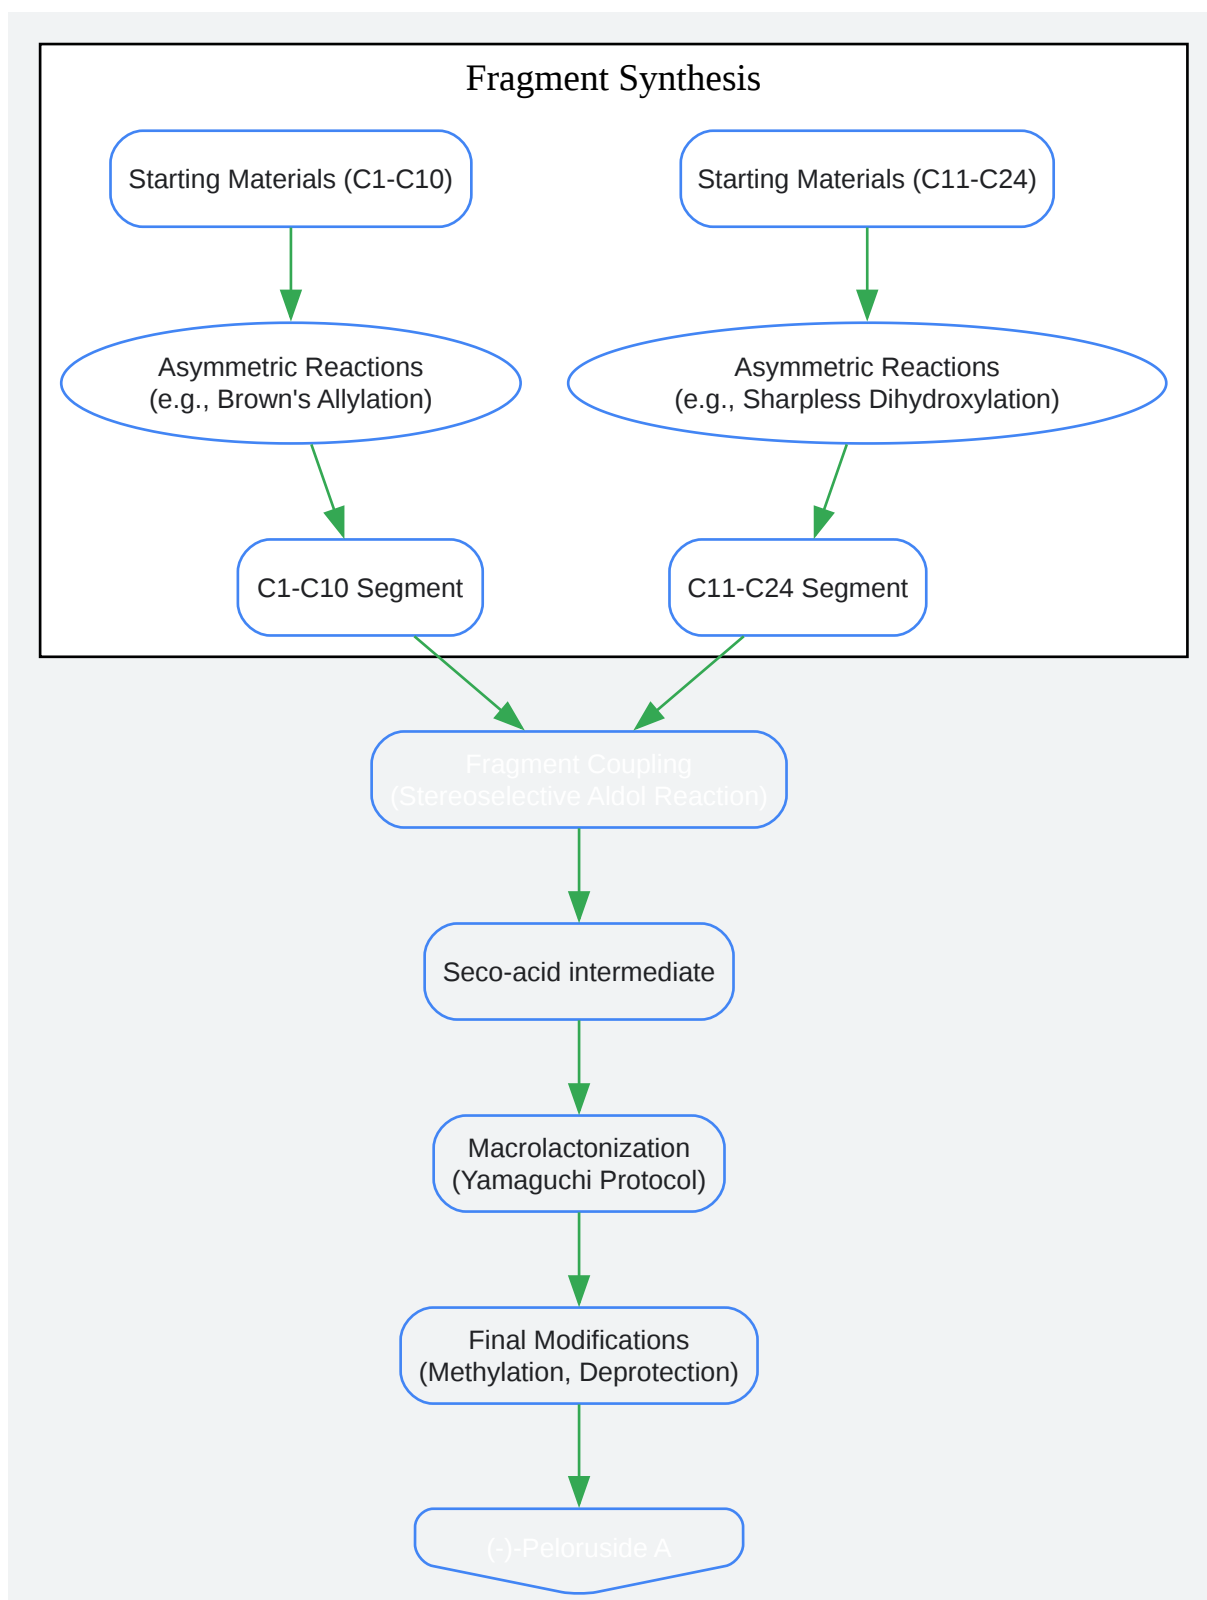 Fragment Synthesis
Starting Materials (C1-C10)
Starting Materials (C11-C24)
Asymmetric Reactions
(e.g., Brown's Allylation)
Asymmetric Reactions
(e.g., Sharpless Dihydroxylation)
C1-C10 Segment
C11-C24 Segment
Fragment Coupling
(Stereoselective Aldol Reaction)
Seco-acid intermediate
Macrolactonization
(Yamaguchi Protocol)
Final Modifications
(Methylation, Deprotection)
(-)-Peloruside A